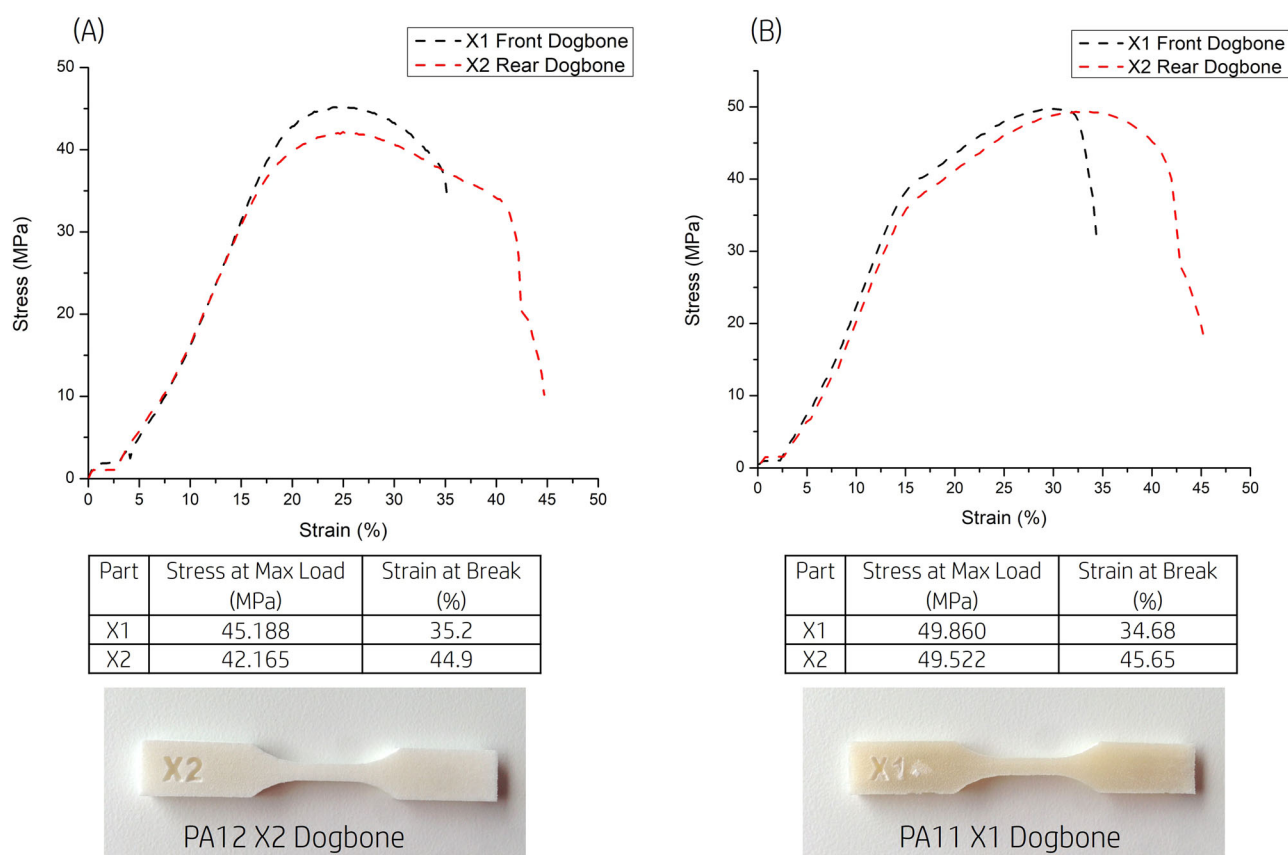 (A)
X1 Front Dogbone
X2 Rear Dogbone
50
40
30
20
10
0
Stress (MPa)
0 5 10 15 20 25 30 35 40 45 50
Strain (%)
Part Stress at Max Load (MPa) Strain at Break (%)
X1 45.188 35.2
X2 42.165 44.9
X2
PA12 X2 Dogbone
(B)
X1 Front Dogbone
X2 Rear Dogbone
50
40
30
20
10
0
Stress (MPa)
0 5 10 15 20 25 30 35 40 45 50
Strain (%)
Part Stress at Max Load (MPa) Strain at Break (%)
X1 49.860 34.68
X2 49.522 45.65
X1
PA11 X1 Dogbone